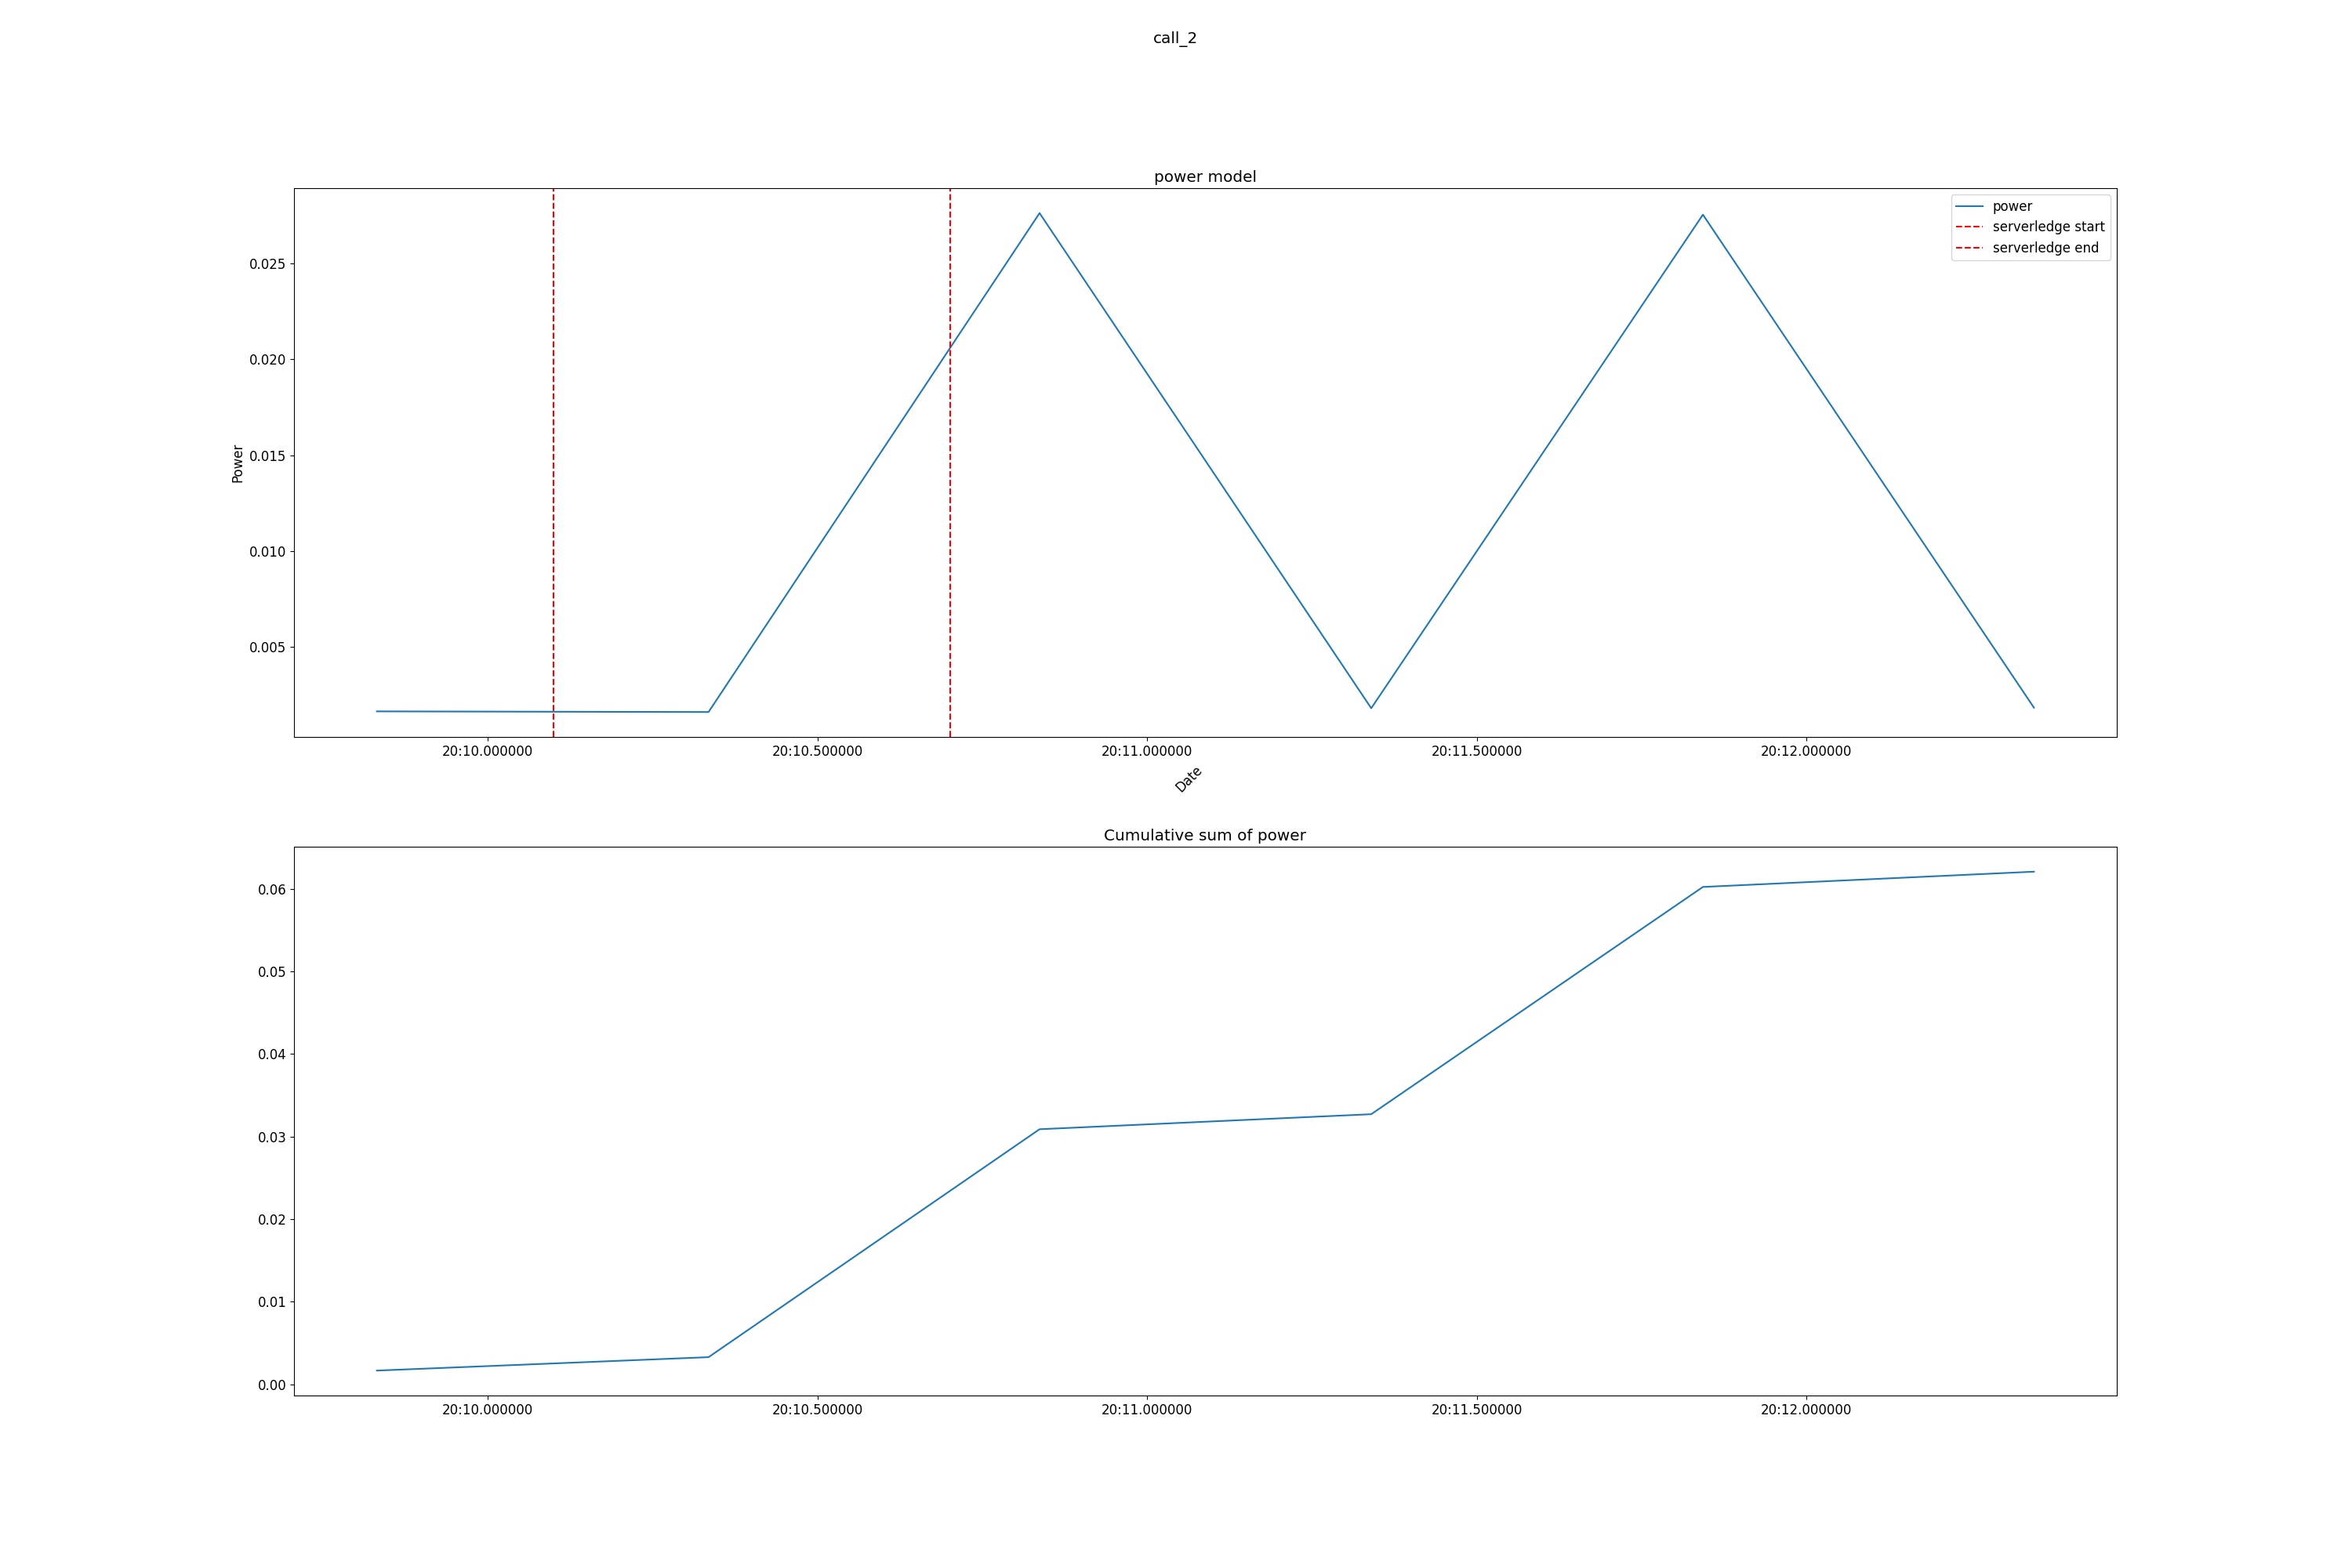 call_2
power model
power
serverledge start
serverledge end
0.025
0.020
0.015
0.010
0.005
Power
20:10.000000 20:10.500000 20:11.000000 20:11.500000 20:12.000000
Date
Cumulative sum of power
0.06
0.05
0.04
0.03
0.02
0.01
0.00
20:10.000000 20:10.500000 20:11.000000 20:11.500000 20:12.000000